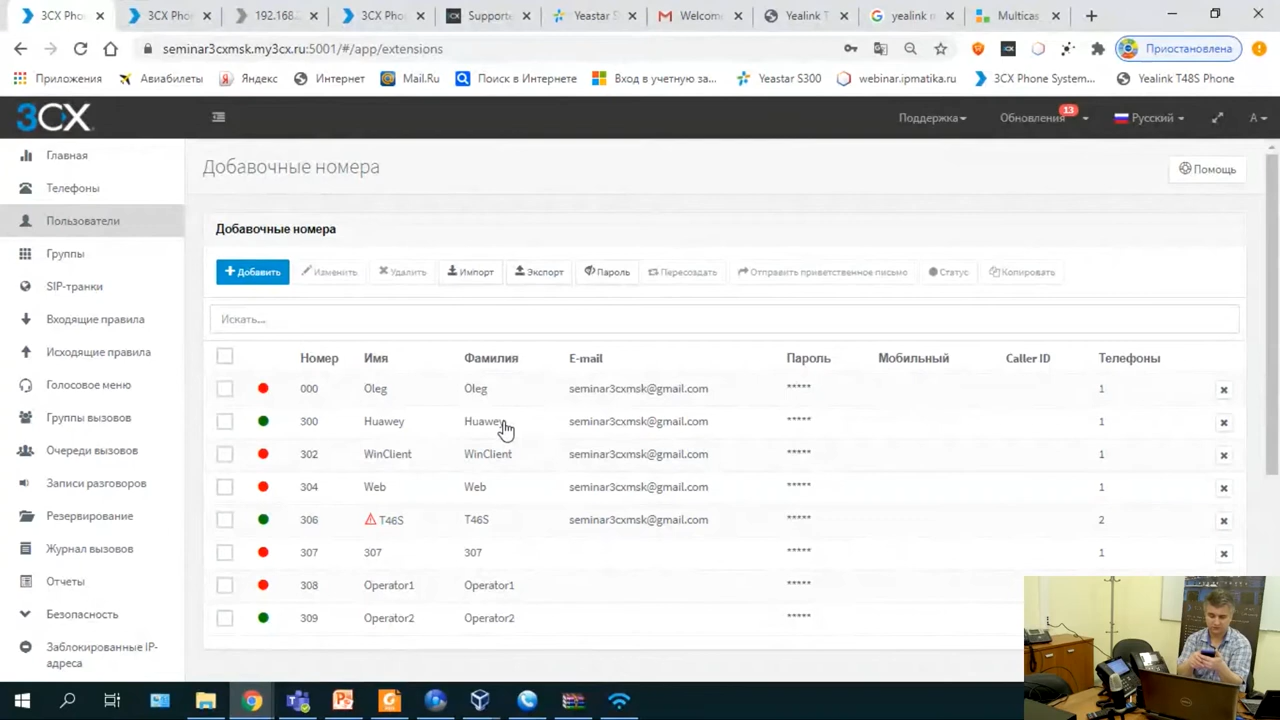 3CX Pho
3CX Phon
192.168.
3CX Pho
Supporte
Yeastar S
Welcome
Yealink T
yealink m
Multicas
seminar3cxmsk.my3cx.ru:5001/#/app/extensions
Приостановлена
Приложения
Авиабилеты
Яндекс
Интернет
Mail.Ru
Поиск в Интернете
Вход в учетную за...
Yeastar S300
webinar.ipmatika.ru
3CX Phone System...
Yealink T48S Phone
3CX
Поддержка
Обновления
13
Русский
A
Главная
Телефоны
Пользователи
Группы
SIP-транки
Входящие правила
Исходящие правила
Голосовое меню
Группы вызовов
Очереди вызовов
Записи разговоров
Резервирование
Журнал вызовов
Отчеты
Безопасность
Заблокированные IP-
адреса
Добавочные номера
Помощь
Добавочные номера
Добавить
Изменить
Удалить
Импорт
Экспорт
Пароль
Пересоздать
Отправить приветственное письмо
Статус
Копировать
Искать...
Номер Имя Фамилия E-mail Пароль Мобильный Caller ID Телефоны
000 Oleg Oleg seminar3cxmsk@gmail.com ***** 1
300 Huawey Huawey seminar3cxmsk@gmail.com ***** 1
302 WinClient WinClient seminar3cxmsk@gmail.com ***** 1
304 Web Web seminar3cxmsk@gmail.com ***** 1
306 T46S T46S seminar3cxmsk@gmail.com ***** 2
307 307 307 ***** 1
308 Operator1 Operator1 *****
309 Operator2 Operator2 *****